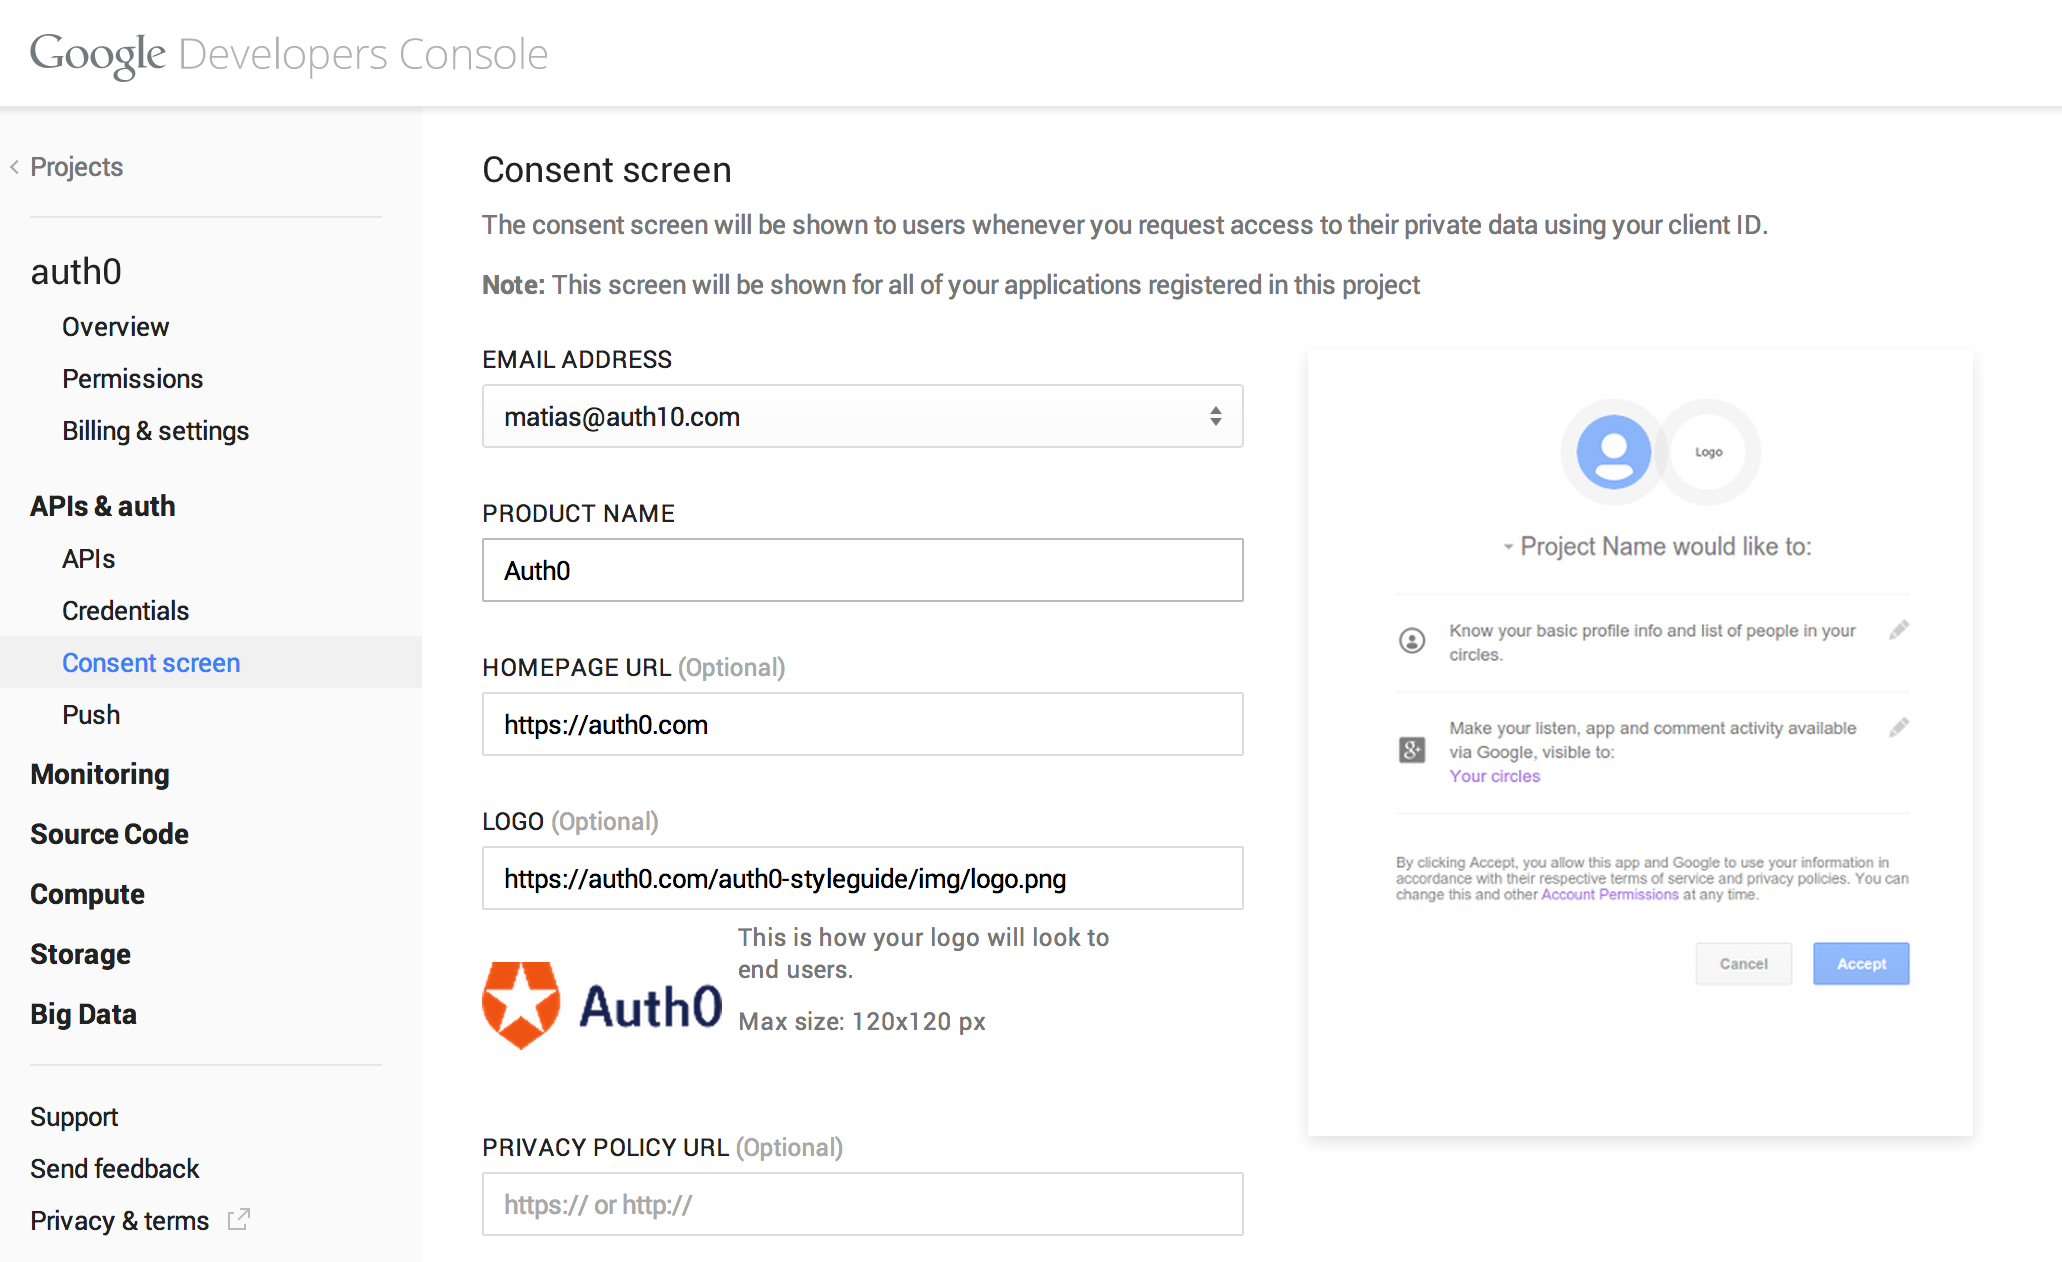 Google Developers Console
Projects
auth0
Overview
Permissions
Billing & settings
APIs & auth
APIs
Credentials
Consent screen
Push
Monitoring
Source Code
Compute
Storage
Big Data
Support
Send feedback
Privacy & terms
Consent screen
The consent screen will be shown to users whenever you request access to their private data using your client ID.
Note: This screen will be shown for all of your applications registered in this project
EMAIL ADDRESS
matias@auth10.com
PRODUCT NAME
Auth0
HOMEPAGE URL (Optional)
https://auth0.com
LOGO (Optional)
https://auth0.com/auth0-styleguide/img/logo.png
Auth0
This is how your logo will look to
end users.
Max size: 120x120 px
PRIVACY POLICY URL (Optional)
https:// or http://
Logo
Project Name would like to:
Know your basic profile info and list of people in your
circles.
g+
Make your listen, app and comment activity available
via Google, visible to:
Your circles
By clicking Accept, you allow this app and Google to use your information in
accordance with their respective terms of service and privacy policies. You can
change this and other Account Permissions at any time.
Cancel
Accept